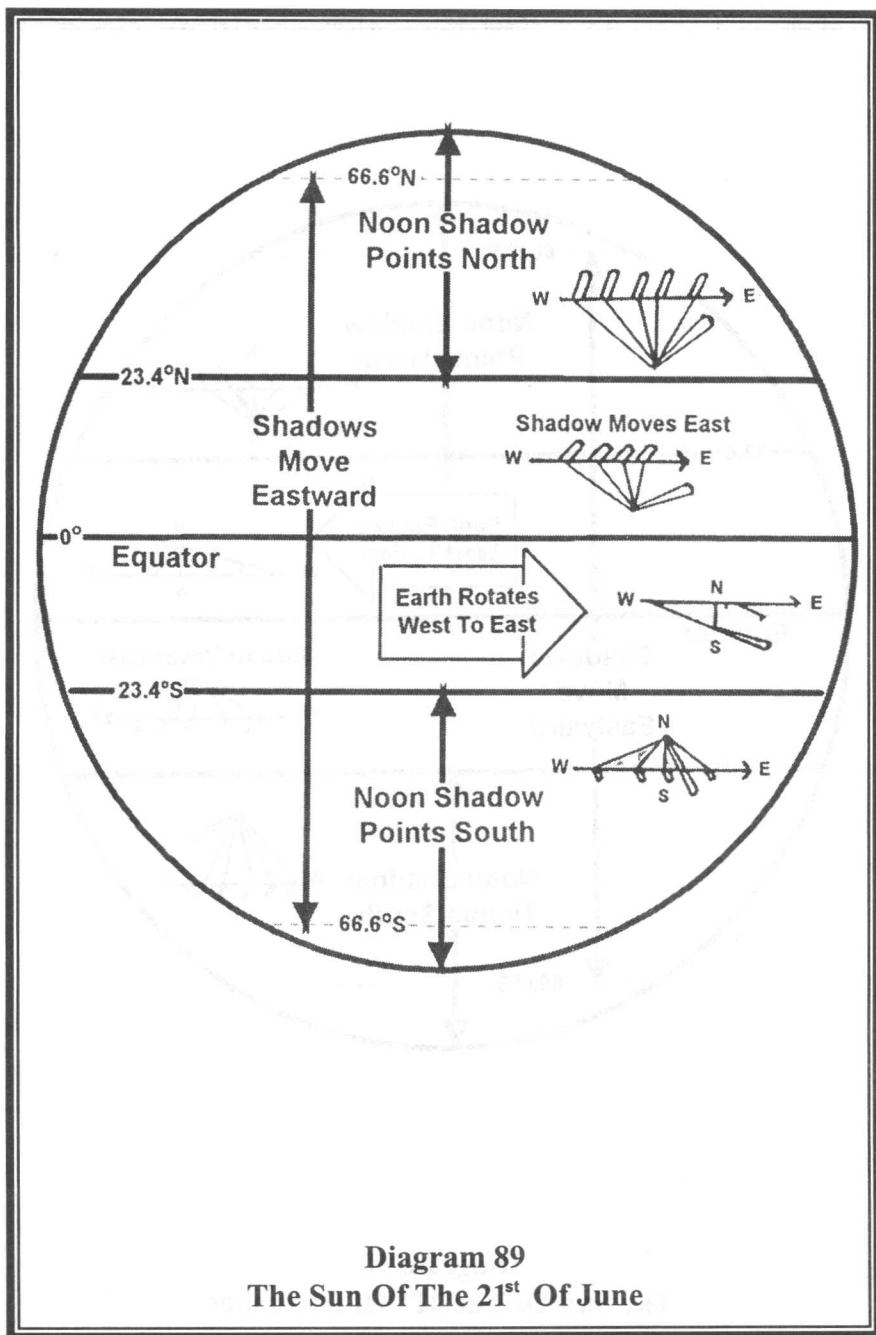 66.6°N
Noon Shadow
Points North
W E
23.4°N
Shadows
Move
Eastward
Shadow Moves East
W E
0°
Equator
Earth Rotates
West To East
N
W E
S
23.4°S
Noon Shadow
Points South
N
W E
S
66.6°S
Diagram 89
The Sun Of The 21st Of June